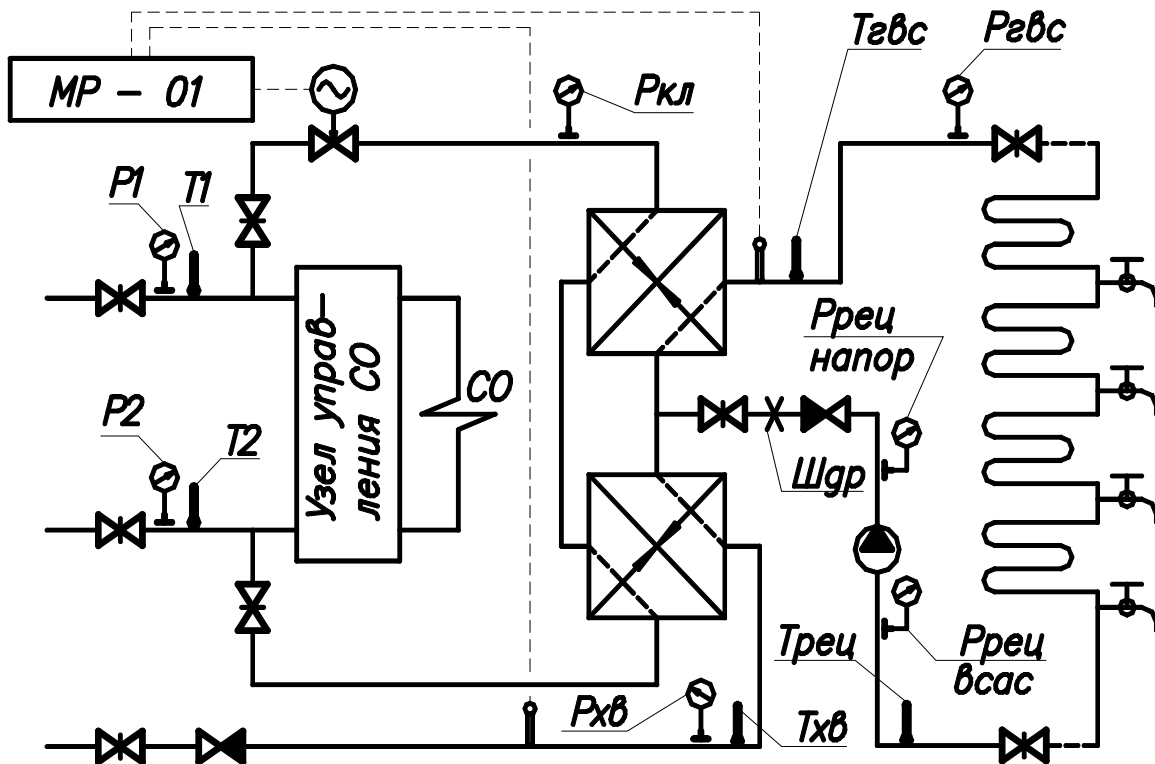 Тгвс
Ргвс
МР - 01
Ркл
Р1
Т1
Ррец
напор
Узел управ-
ления СО
СО
Р2
Т2
Шдр
Трец
Ррец
всас
Рхв
Тхв